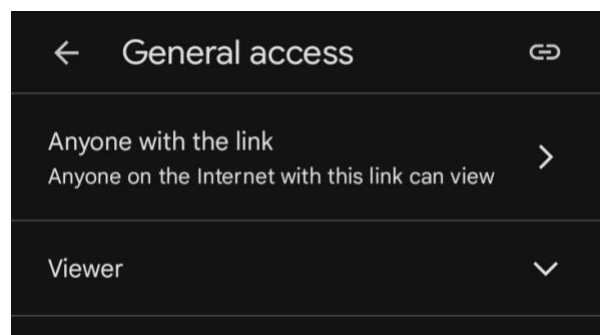 General access
Anyone with the link
Anyone on the Internet with this link can view
Viewer